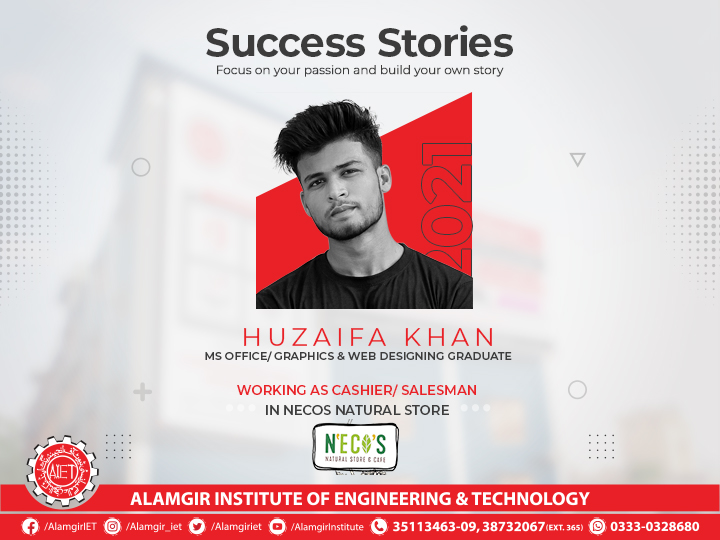 Success Stories
Focus on your passion and build your own story
2021
HUZAIFA KHAN
MS OFFICE/ GRAPHICS & WEB DESIGNING GRADUATE
WORKING AS CASHIER/ SALESMAN
IN NECOS NATURAL STORE
N'ECO'S
NATURAL STORE & CAFE
AIET
ALAMGIR INSTITUTE OF ENGINEERING & TECHNOLOGY
/AlamgirIET /Alamgir_iet /Alamgiriet /AlamgirInstitute 35113463-09, 38732067 (EXT. 365) 0333-0328680